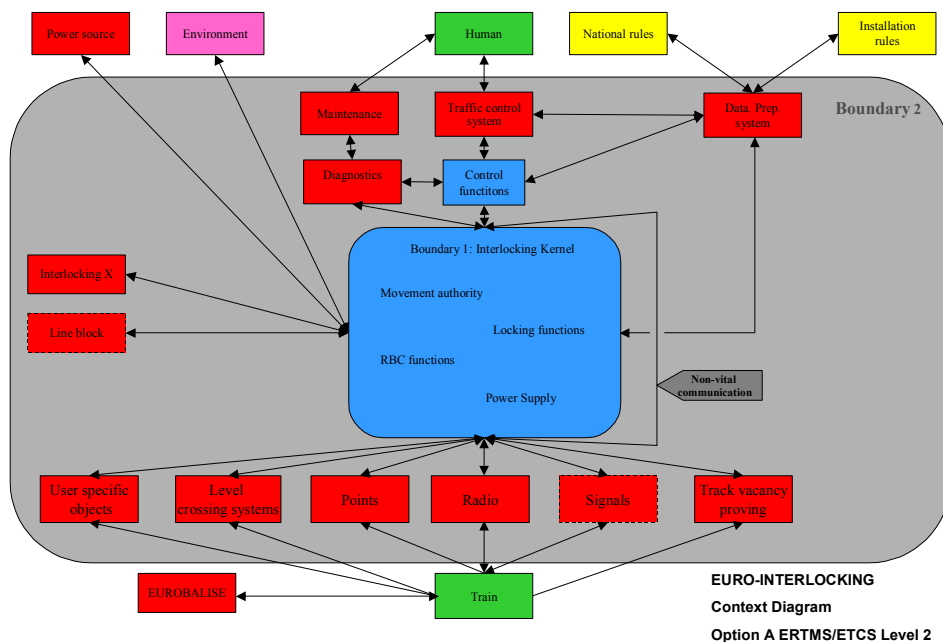 Power source
Environment
Human
National rules
Installation
rules
Boundary 2
Maintenance
Traffic control
system
Data. Prep.
system
Diagnostics
Control
functitons
Boundary 1: Interlocking Kernel
Interlocking X
Movement authority
Line block
Locking functions
RBC functions
Non-vital
communication
Power Supply
User specific
objects
Level
crossing systems
Points
Radio
Signals
Track vacancy
proving
EUROBALISE
Train
EURO-INTERLOCKING
Context Diagram
Option A ERTMS/ETCS Level 2